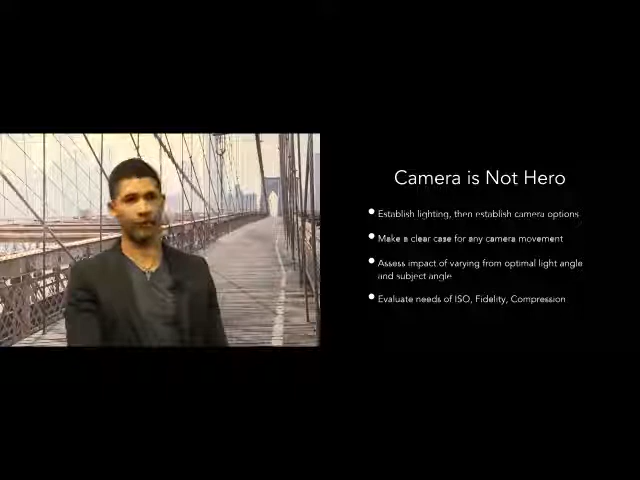 Camera is Not Hero
Establish lighting, then establish camera options
Make a clear case for any camera movement
Assess impact of varying from optimal light angle
and subject angle
Evaluate needs of ISO, Fidelity, Compression